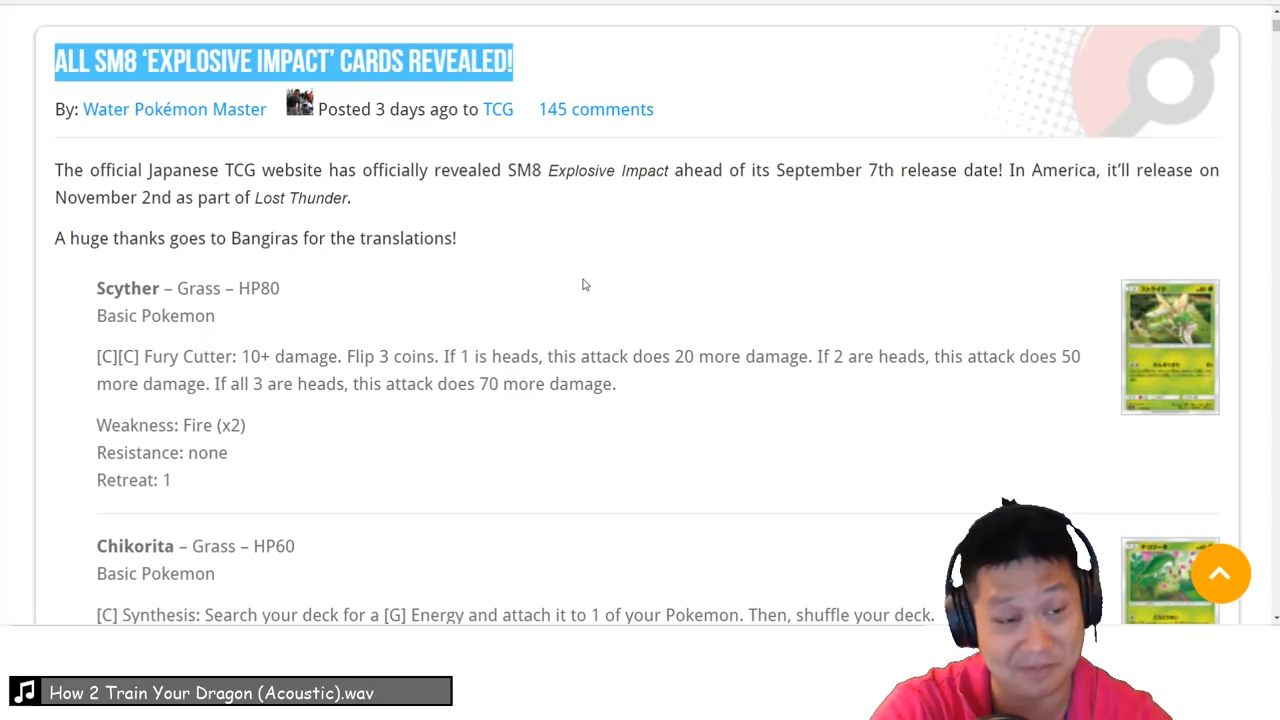 ALL SM8 ‘EXPLOSIVE IMPACT’ CARDS REVEALED!
By: Water Pokémon Master Posted 3 days ago to TCG 145 comments
The official Japanese TCG website has officially revealed SM8 Explosive Impact ahead of its September 7th release date! In America, it’ll release on
November 2nd as part of Lost Thunder.
A huge thanks goes to Bangiras for the translations!
Scyther – Grass – HP80
Basic Pokemon
[C][C] Fury Cutter: 10+ damage. Flip 3 coins. If 1 is heads, this attack does 20 more damage. If 2 are heads, this attack does 50
more damage. If all 3 are heads, this attack does 70 more damage.
Weakness: Fire (x2)
Resistance: none
Retreat: 1
Chikorita – Grass – HP60
Basic Pokemon
[C] Synthesis: Search your deck for a [G] Energy and attach it to 1 of your Pokemon. Then, shuffle your deck.
How 2 Train Your Dragon (Acoustic).wav